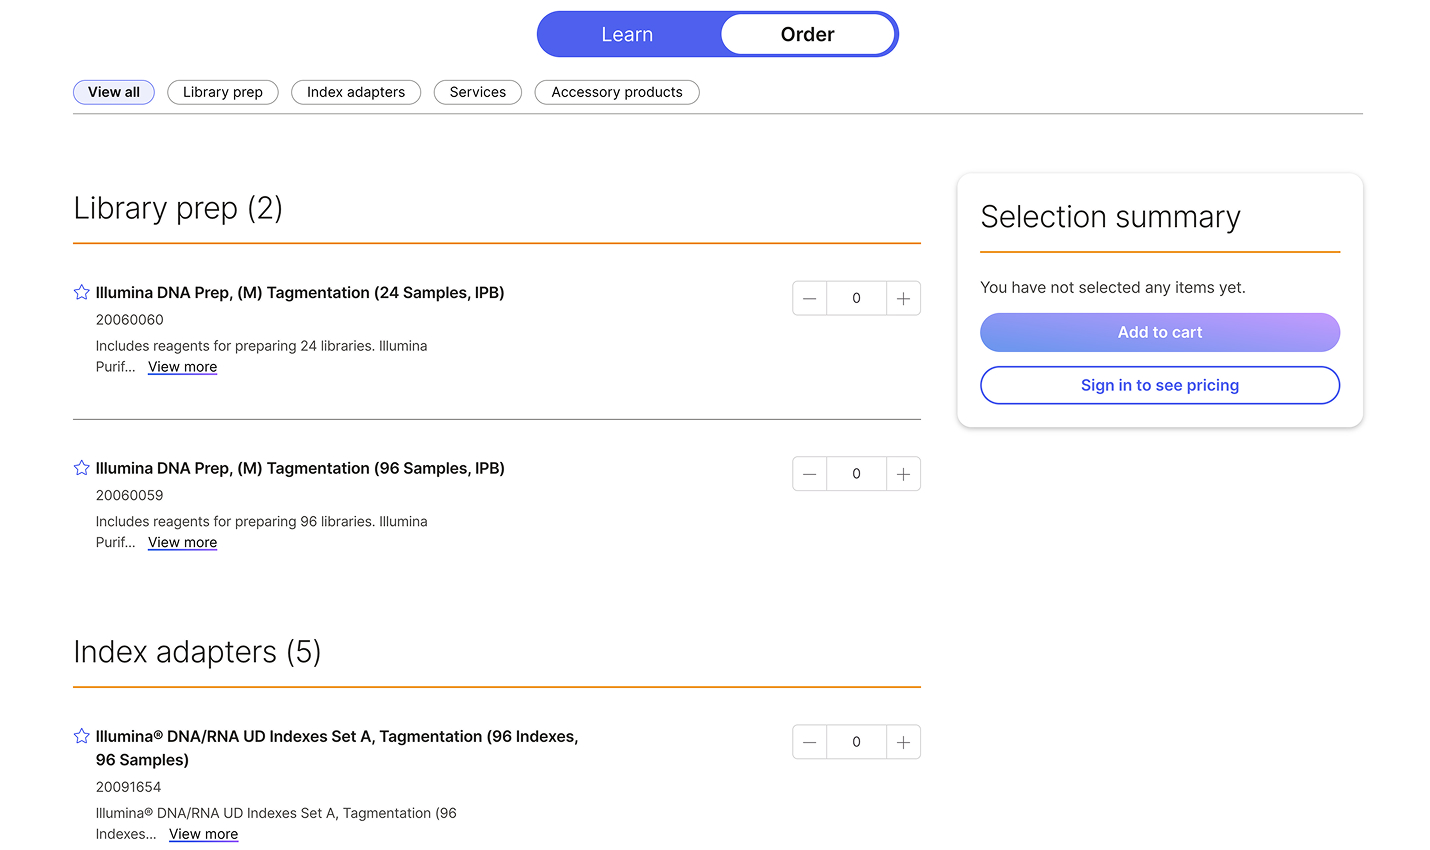 Learn
Order
View all
Library prep
Index adapters
Services
Accessory products
Library prep (2)
Illumina DNA Prep, (M) Tagmentation (24 Samples, IPB)
20060060
Includes reagents for preparing 24 libraries. Illumina
Purif... View more
0
Illumina DNA Prep, (M) Tagmentation (96 Samples, IPB)
20060059
Includes reagents for preparing 96 libraries. Illumina
Purif... View more
0
Index adapters (5)
Illumina® DNA/RNA UD Indexes Set A, Tagmentation (96 Indexes,
96 Samples)
20091654
Illumina® DNA/RNA UD Indexes Set A, Tagmentation (96
Indexes... View more
0
Selection summary
You have not selected any items yet.
Add to cart
Sign in to see pricing